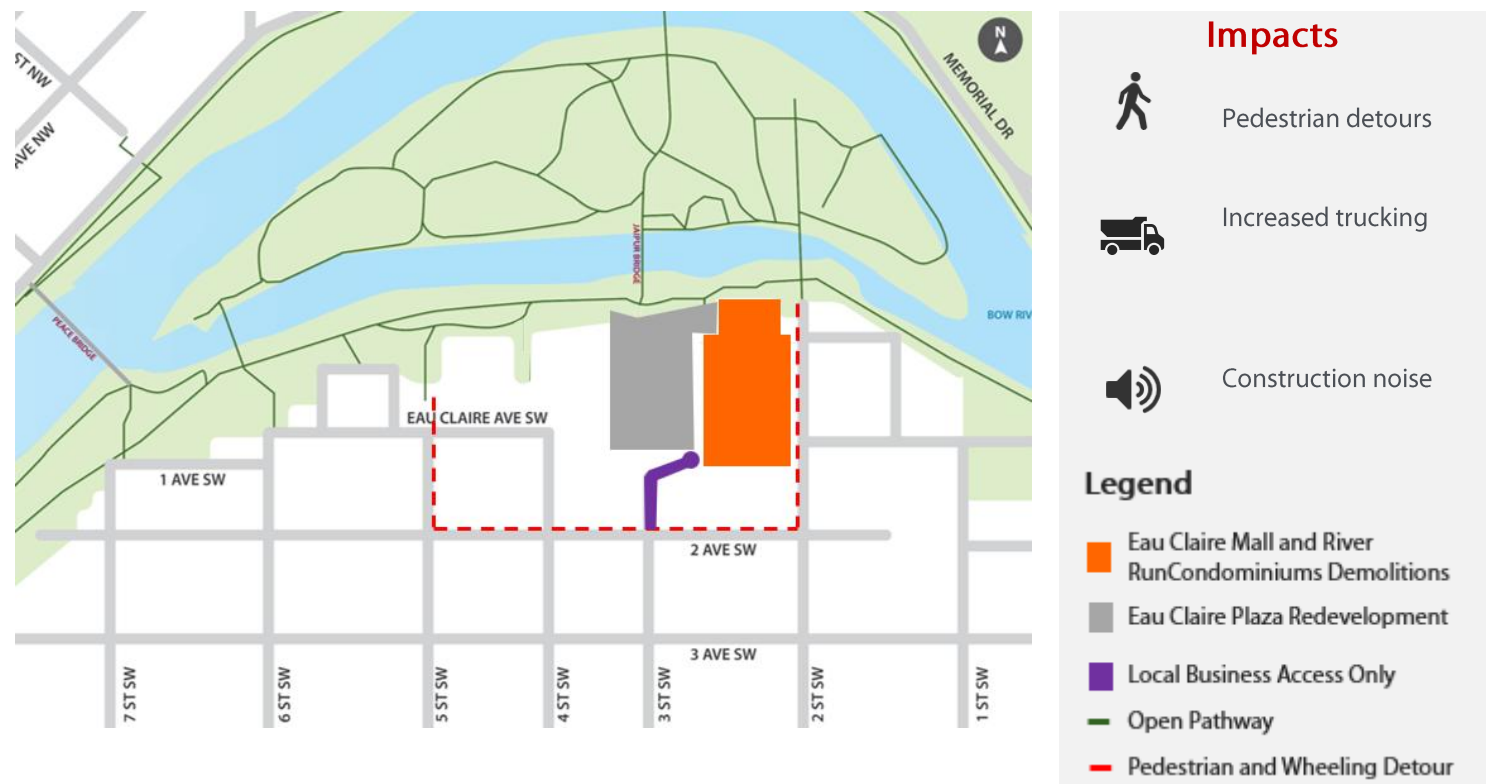 N
ST NW
AVE NW
MEMORIAL DR
JAIPUR BRIDGE
BOW RIV
PEACE BRIDGE
EAU CLAIRE AVE SW
1 AVE SW
2 AVE SW
3 AVE SW
7 ST SW
6 ST SW
5 ST SW
4 ST SW
3 ST SW
2 ST SW
1 ST SW
Impacts
Pedestrian detours
Increased trucking
Construction noise
Legend
Eau Claire Mall and River
RunCondominiums Demolitions
Eau Claire Plaza Redevelopment
Local Business Access Only
Open Pathway
Pedestrian and Wheeling Detour